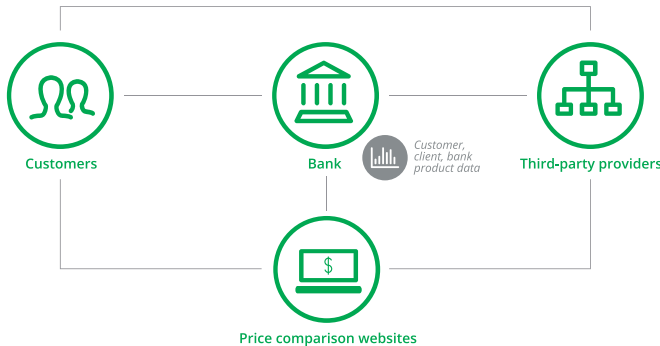 Customers
Bank
Customer,
client, bank
product data
Third-party providers
$
Price comparison websites